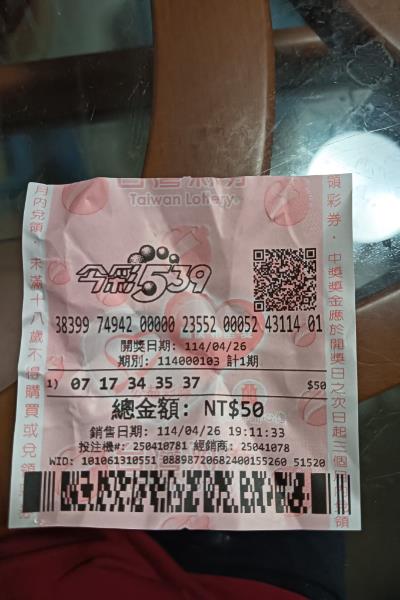 Taiwan Lottery
今彩539
38399 74942 00000 23552 00052 43114 01
開獎日期: 114/04/26
期別: 114000103 計1期
1) 07 17 34 35 37 $50
總金額: NT$50
銷售日期: 114/04/26 19:11:33
投注機#: 250410781 經銷商: 25041078
WID: 101061310551 08898720682400155260 51520
月內兌領.未滿十八歲不得購買或兌領
領彩券.中獎獎金應於開獎日之次日起三個